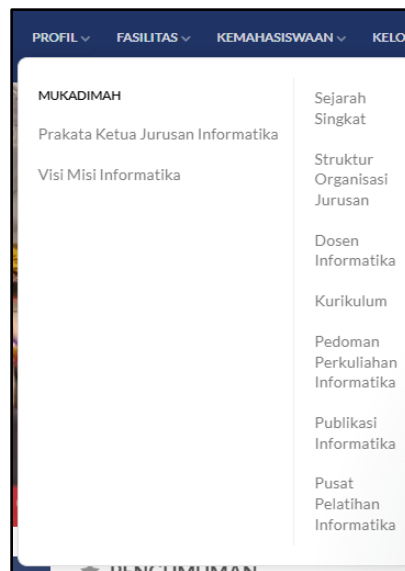 PROFIL FASILITAS KEMAHASISWAAN
MUKADIMAH
Prakata Ketua Jurusan Informatika
Visi Misi Informatika
Sejarah
Singkat
Struktur
Organisasi
Jurusan
Dosen
Informatika
Kurikulum
Pedoman
Perkuliahan
Informatika
Publikasi
Informatika
Pusat
Pelatihan
Informatika
PENGUMUMAN